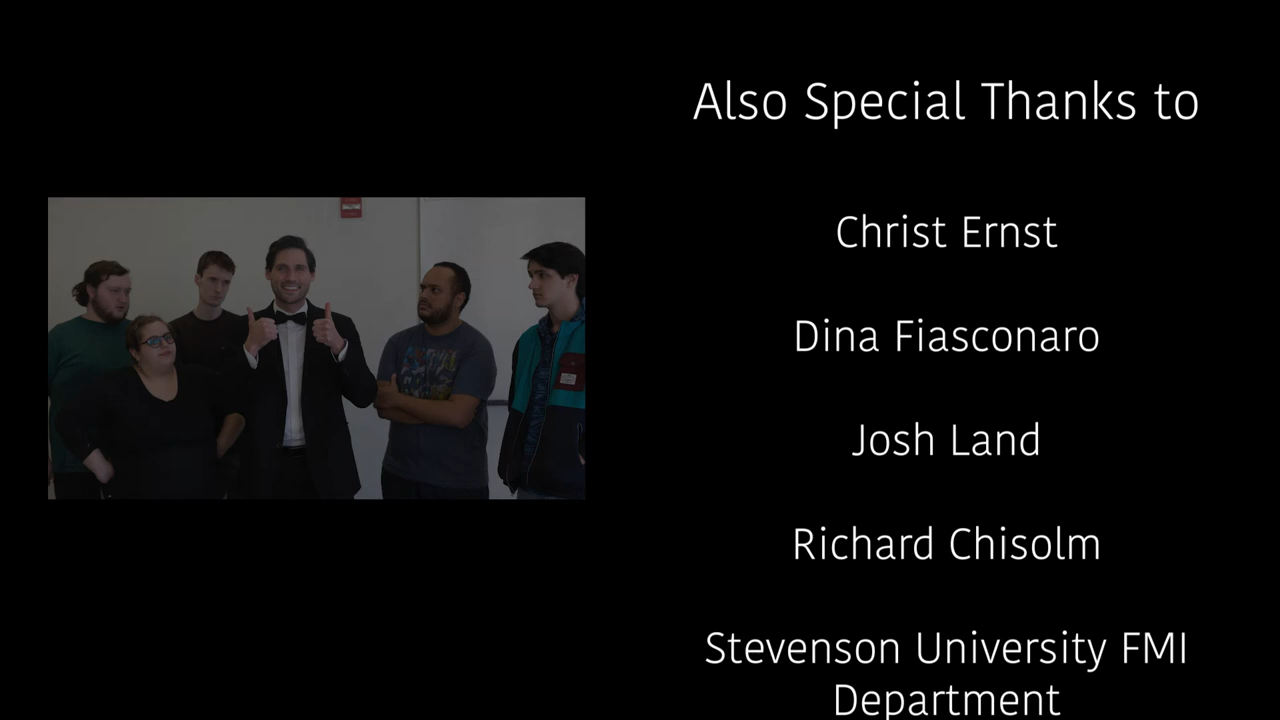 Also Special Thanks to
Christ Ernst
Dina Fiasconaro
Josh Land
Richard Chisolm
Stevenson University FMI
Department